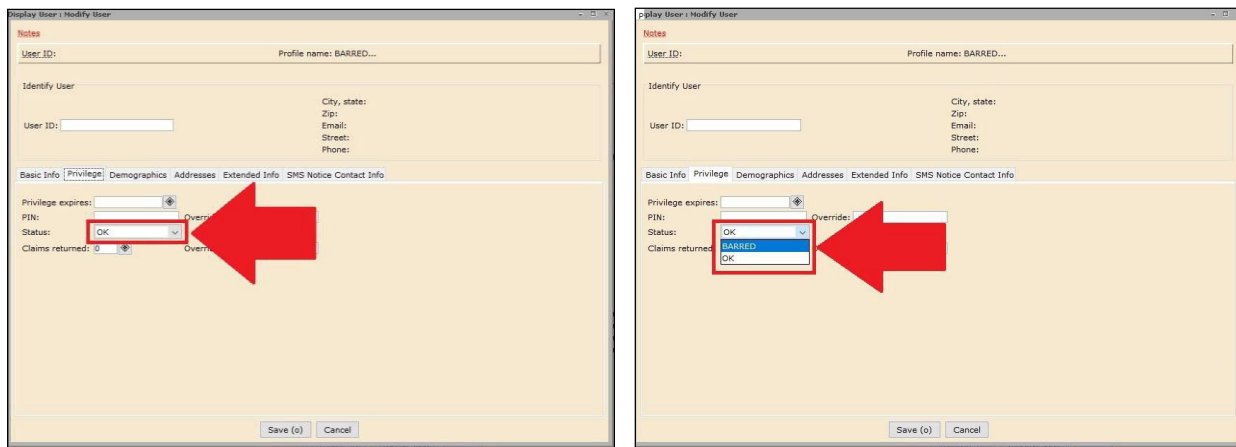 Display User : Modify User
Notes
User ID: Profile name: BARRED...
Identify User
City, state:
Zip:
User ID: Email:
Street:
Phone:
Basic Info Privilege Demographics Addresses Extended Info SMS Notice Contact Info
Privilege expires:
PIN:
Status: OK
Claims returned: 0
Save (o) Cancel
play User : Modify User
Notes
User ID: Profile name: BARRED...
Identify User
City, state:
Zip:
User ID: Email:
Street:
Phone:
Basic Info Privilege Demographics Addresses Extended Info SMS Notice Contact Info
Privilege expires:
PIN: Override:
Status: OK
Claims returned BARRED
OK
Save (o) Cancel